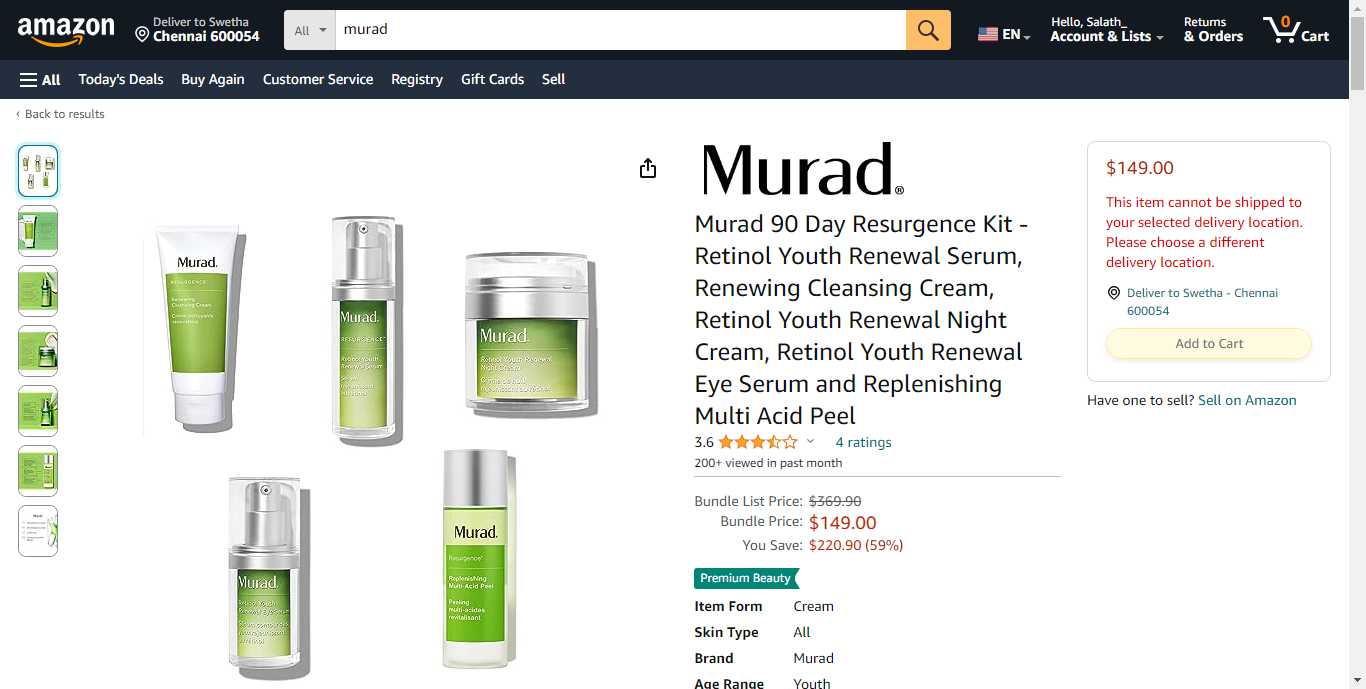 amazon
Deliver to Swetha
Chennai 600054
All
murad
EN
Hello, Salath_
Account & Lists
Returns
& Orders
0
Cart
All
Today's Deals
Buy Again
Customer Service
Registry
Gift Cards
Sell
‹ Back to results
Murad.
RESURGENCE
Renewing
Cleansing Cream
Murad.
RESURGENCE™
Retinol Youth
Renewal Serum
Murad.
Retinol Youth Renewal
Night Cream
Murad.
Retinol Youth
Renewal Eye Serum
Murad.
Resurgence®
Replenishing
Multi-Acid Peel
Peeling
multi-acides
revitalisant
Murad®
Murad 90 Day Resurgence Kit -
Retinol Youth Renewal Serum,
Renewing Cleansing Cream,
Retinol Youth Renewal Night
Cream, Retinol Youth Renewal
Eye Serum and Replenishing
Multi Acid Peel
3.6
4 ratings
200+ viewed in past month
Bundle List Price: $369.90
Bundle Price: $149.00
You Save: $220.90 (59%)
Premium Beauty
Item Form Cream
Skin Type All
Brand Murad
Age Range Youth
$149.00
This item cannot be shipped to
your selected delivery location.
Please choose a different
delivery location.
Deliver to Swetha - Chennai
600054
Add to Cart
Have one to sell? Sell on Amazon